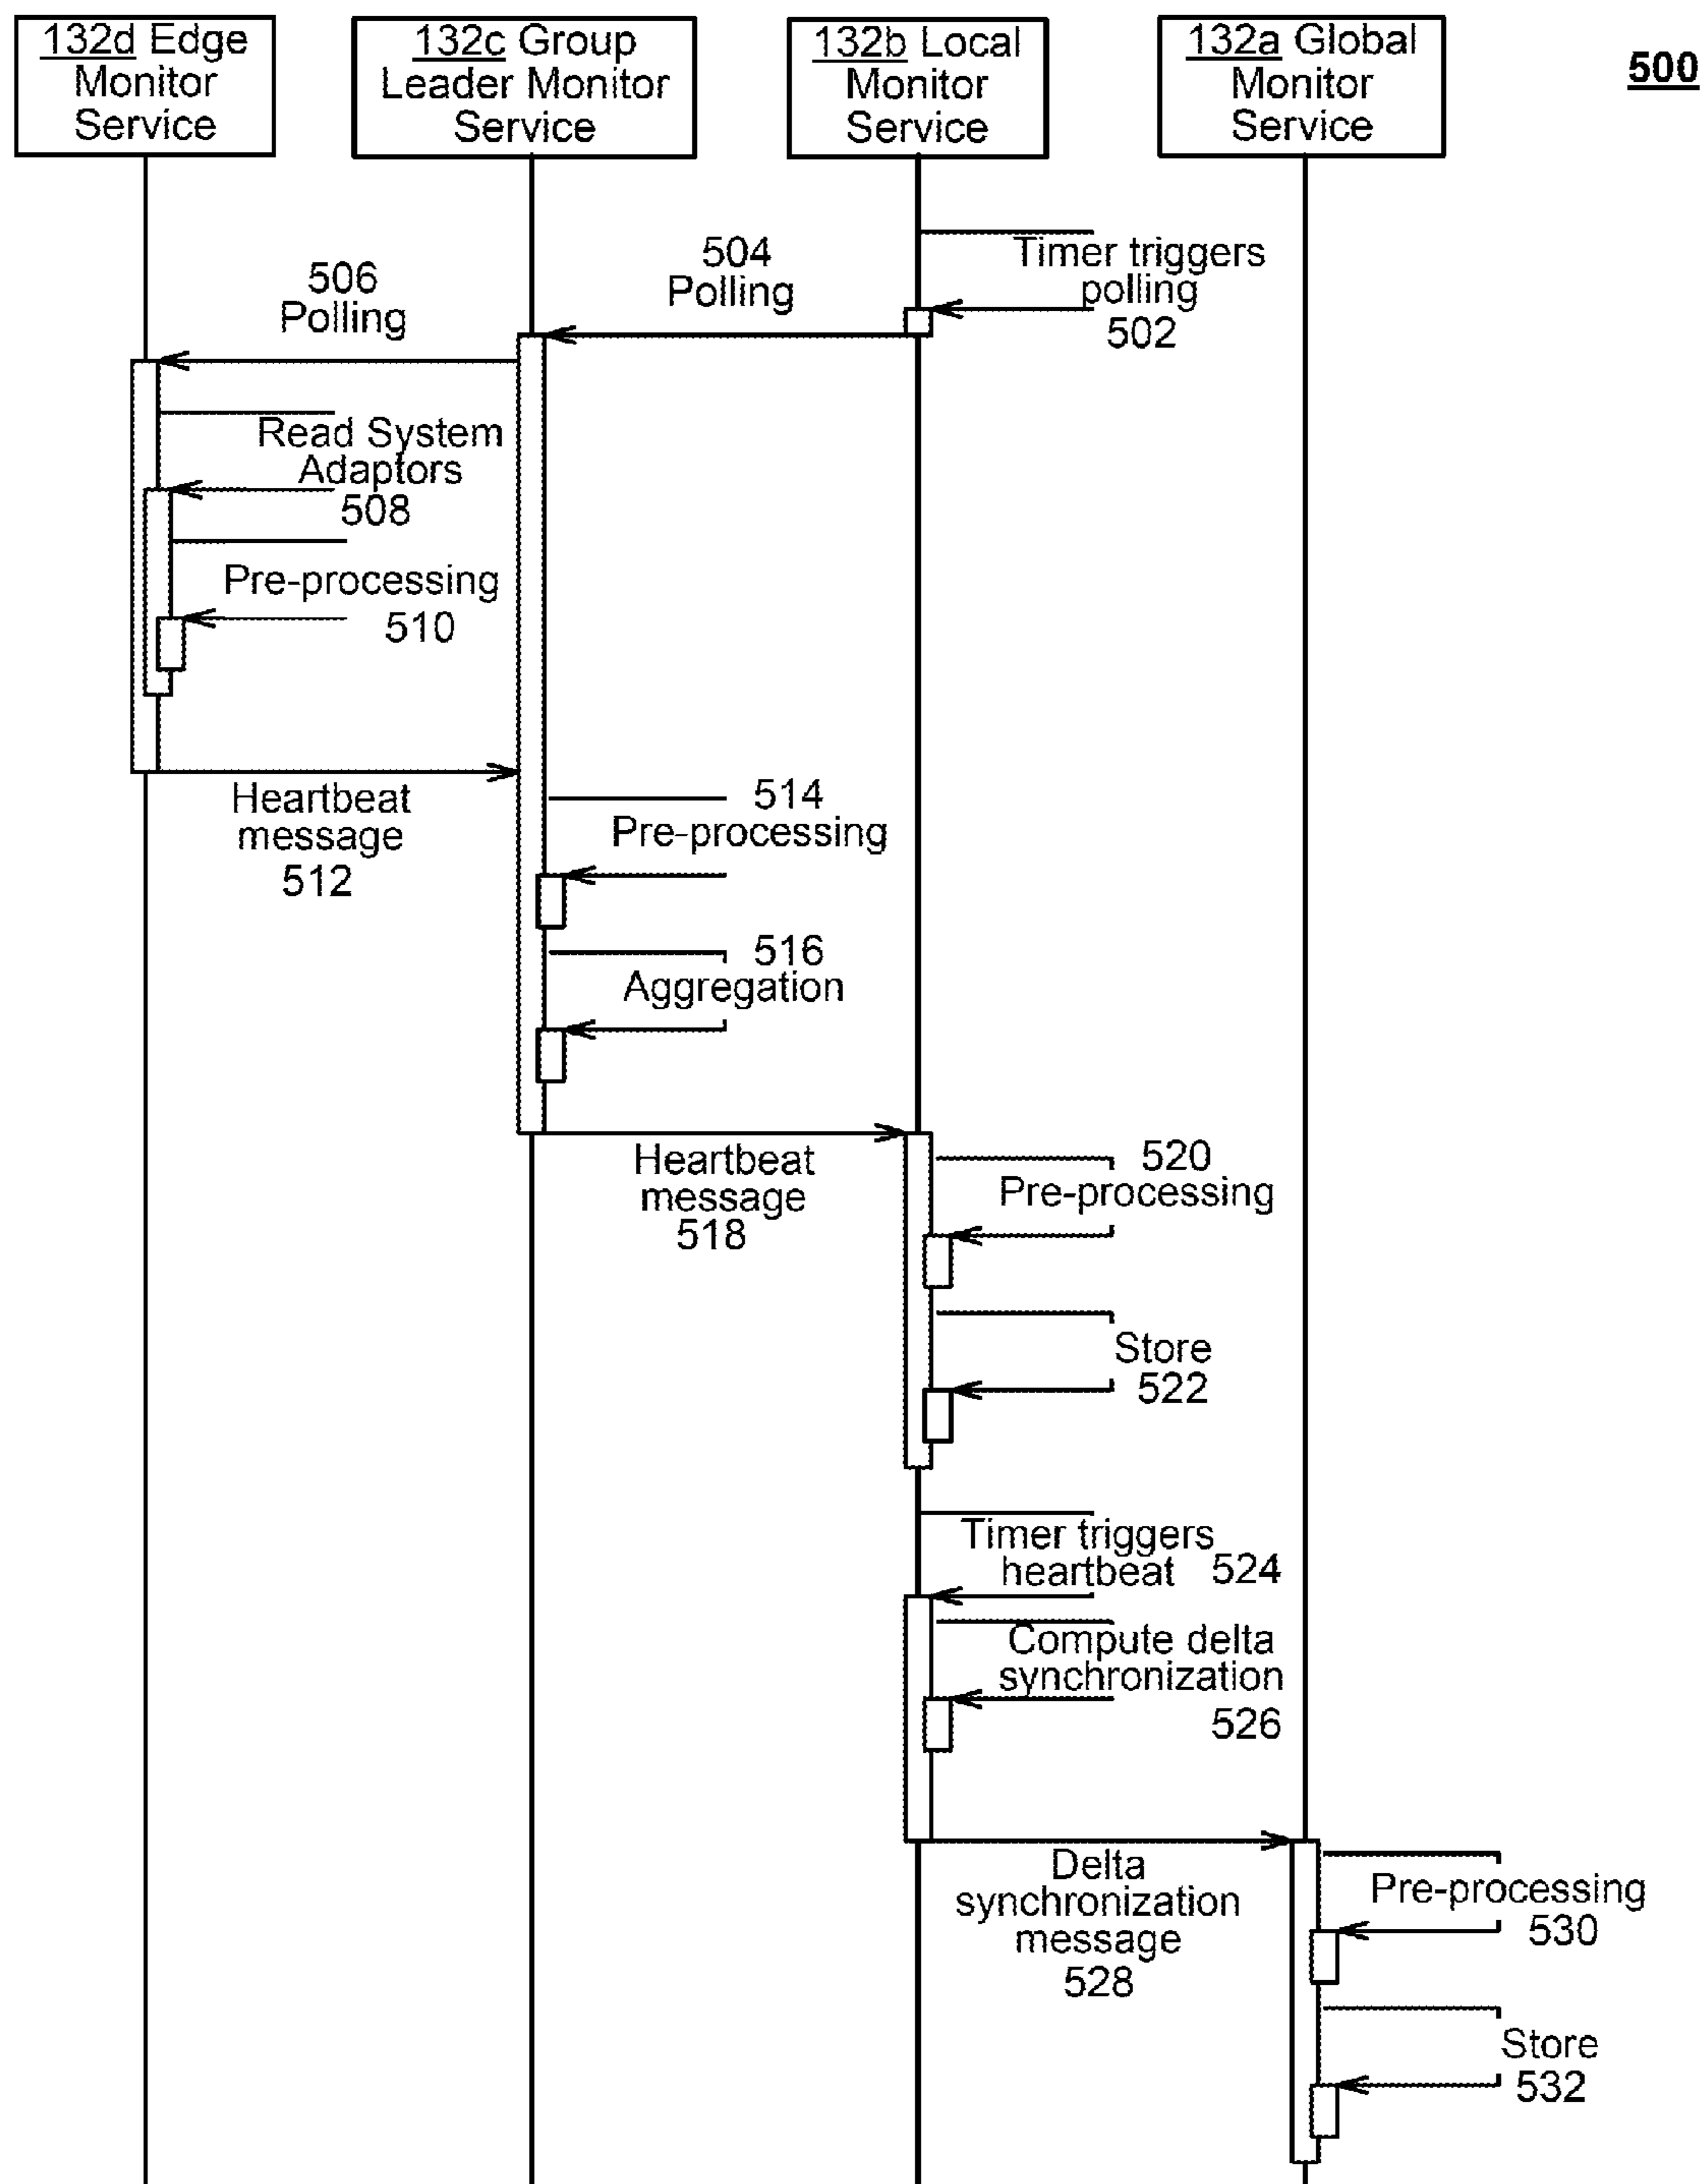 132d Edge
Monitor
Service
132c Group
Leader Monitor
Service
132b Local
Monitor
Service
132a Global
Monitor
Service
500
Timer triggers
polling
502
504
Polling
506
Polling
Read System
Adaptors
508
Pre-processing
510
Heartbeat
message
512
514
Pre-processing
516
Aggregation
Heartbeat
message
518
520
Pre-processing
Store
522
Timer triggers
heartbeat 524
Compute delta
synchronization
526
Delta
synchronization
message
528
Pre-processing
530
Store
532